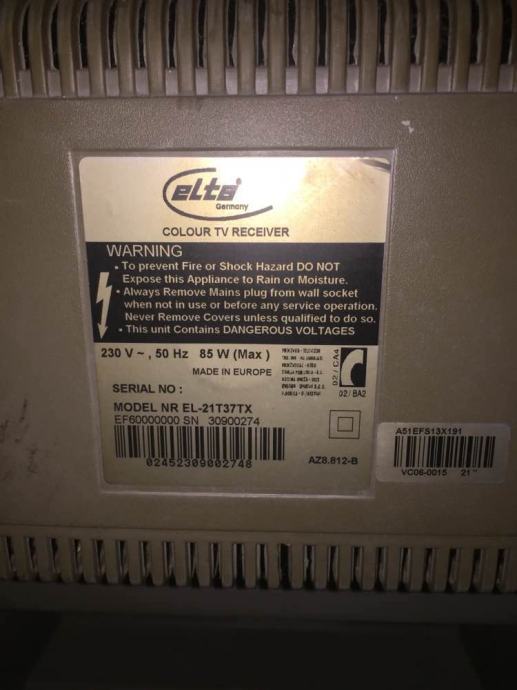 elta
Germany
COLOUR TV RECEIVER
WARNING
• To prevent Fire or Shock Hazard DO NOT
Expose this Appliance to Rain or Moisture.
• Always Remove Mains plug from wall socket
when not in use or before any service operation.
Never Remove Covers unless qualified to do so.
• This unit Contains DANGEROUS VOLTAGES
230 V ~, 50 Hz 85 W (Max)
MADE IN EUROPE
02/CA4
02/BA2
SERIAL NO :
MODEL NR EL-21T37TX
EF60000000 SN 30900274
02452309002748
AZ8.812-B
A51EFS13X191
VC06-0015 21"